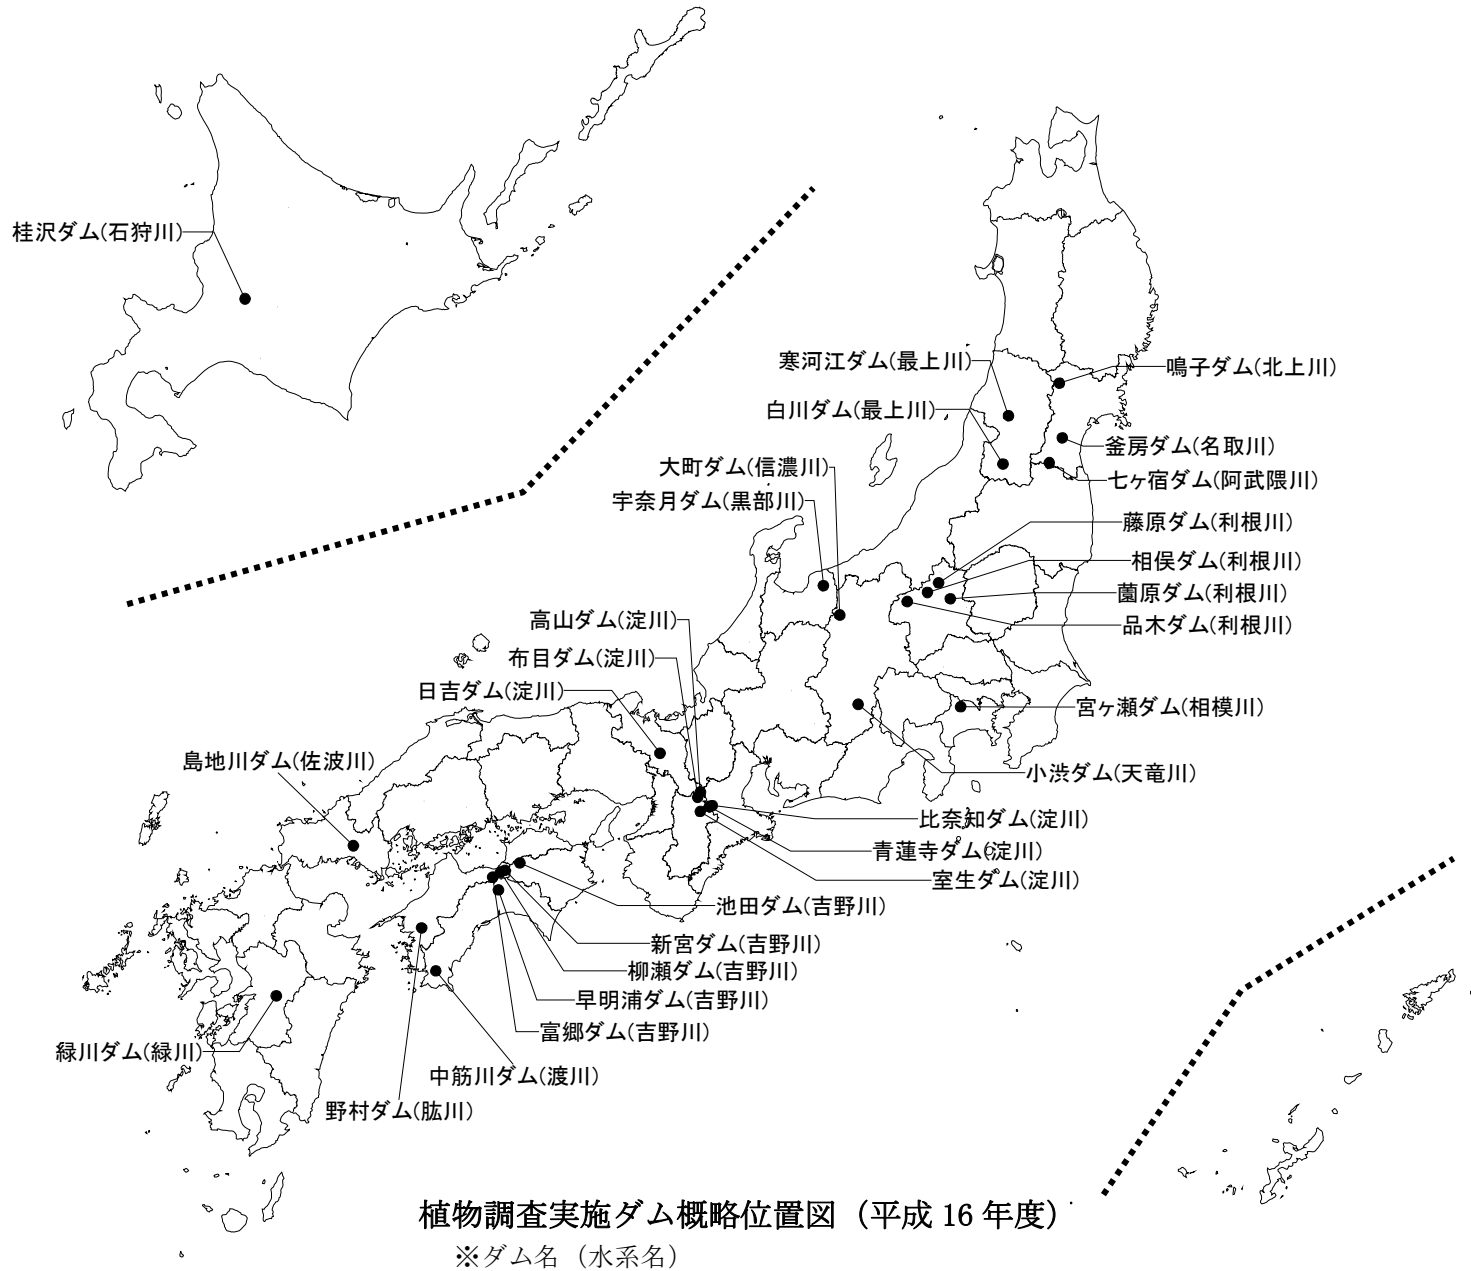 桂沢ダム(石狩川)
寒河江ダム(最上川)
鳴子ダム(北上川)
白川ダム(最上川)
釜房ダム(名取川)
大町ダム(信濃川)
七ヶ宿ダム(阿武隈川)
宇奈月ダム(黒部川)
藤原ダム(利根川)
相俣ダム(利根川)
薗原ダム(利根川)
高山ダム(淀川)
品木ダム(利根川)
布目ダム(淀川)
日吉ダム(淀川)
宮ヶ瀬ダム(相模川)
島地川ダム(佐波川)
小渋ダム(天竜川)
比奈知ダム(淀川)
青蓮寺ダム(淀川)
室生ダム(淀川)
池田ダム(吉野川)
新宮ダム(吉野川)
柳瀬ダム(吉野川)
早明浦ダム(吉野川)
富郷ダム(吉野川)
緑川ダム(緑川)
中筋川ダム(渡川)
野村ダム(肱川)
植物調査実施ダム概略位置図（平成 16 年度）
※ダム名（水系名）